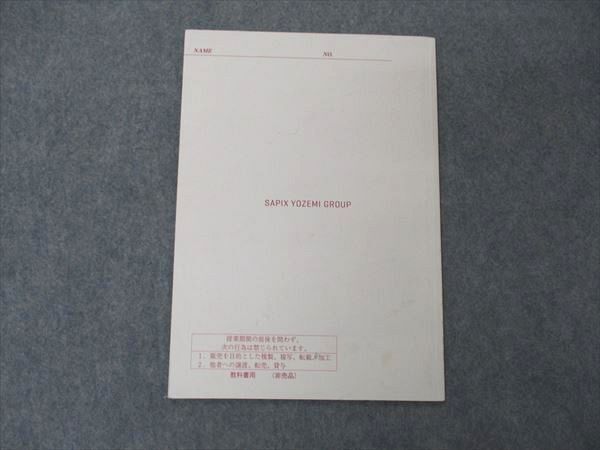 NAME NO.
SAPIX YOZEMI GROUP
授業期間の前後を問わず、
次の行為は禁じられています。
1．販売を目的とした複製、複写、転載、加工
2．他者への譲渡、転売、貸与
教科書用 （非売品）